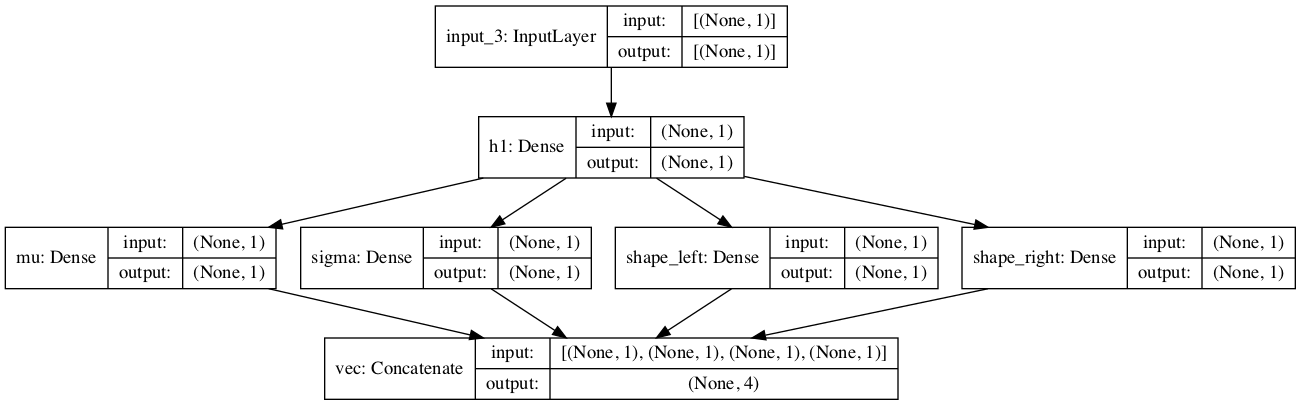 input_3: InputLayer
input: [(None, 1)]
output: [(None, 1)]
h1: Dense
input: (None, 1)
output: (None, 1)
mu: Dense
input: (None, 1)
output: (None, 1)
sigma: Dense
input: (None, 1)
output: (None, 1)
shape_left: Dense
input: (None, 1)
output: (None, 1)
shape_right: Dense
input: (None, 1)
output: (None, 1)
vec: Concatenate
input: [(None, 1), (None, 1), (None, 1), (None, 1)]
output: (None, 4)